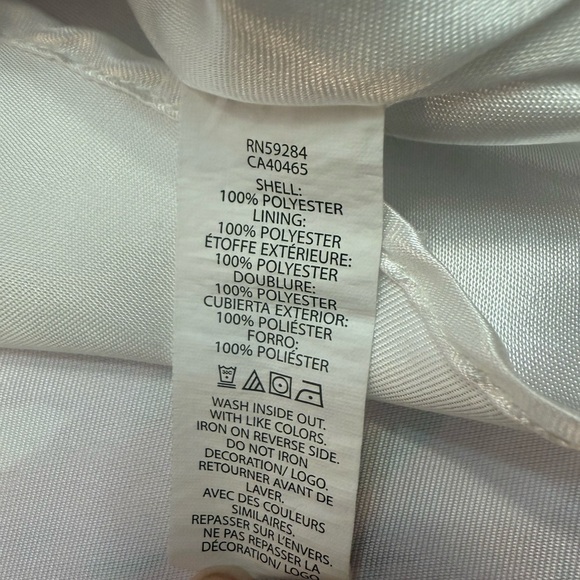 RN59284
CA40465
SHELL:
100% POLYESTER
LINING:
100% POLYESTER
ÉTOFFE EXTÉRIEURE:
100% POLYESTER
DOUBLURE:
100% POLYESTER
CUBIERTA EXTERIOR:
100% POLIÉSTER
FORRO:
100% POLIÉSTER
30C
WASH INSIDE OUT.
WITH LIKE COLORS.
IRON ON REVERSE SIDE.
DO NOT IRON
DECORATION/ LOGO.
RETOURNER AVANT DE
LAVER.
AVEC DES COULEURS
SIMILAIRES.
REPASSER SUR L'ENVERS.
NE PAS REPASSER LA
DÉCORATION/ LOGO.